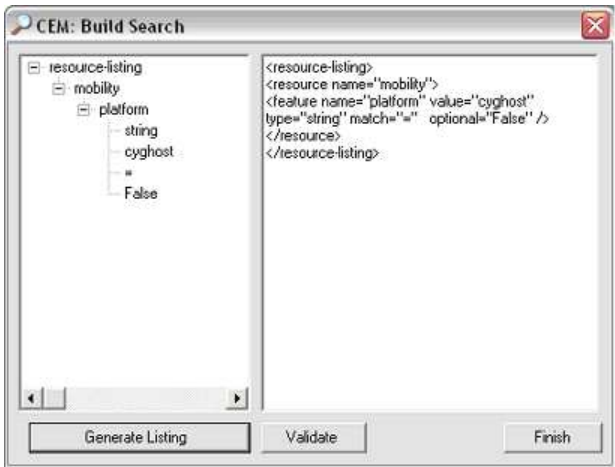 CEM: Build Search
resource-listing
mobility
platform
string
cyghost
=
False
<resource-listing>
<resource name="mobility">
<feature name="platform" value="cyghost"
type="string" match="=" optional="False" />
</resource>
</resource-listing>
Generate Listing
Validate
Finish